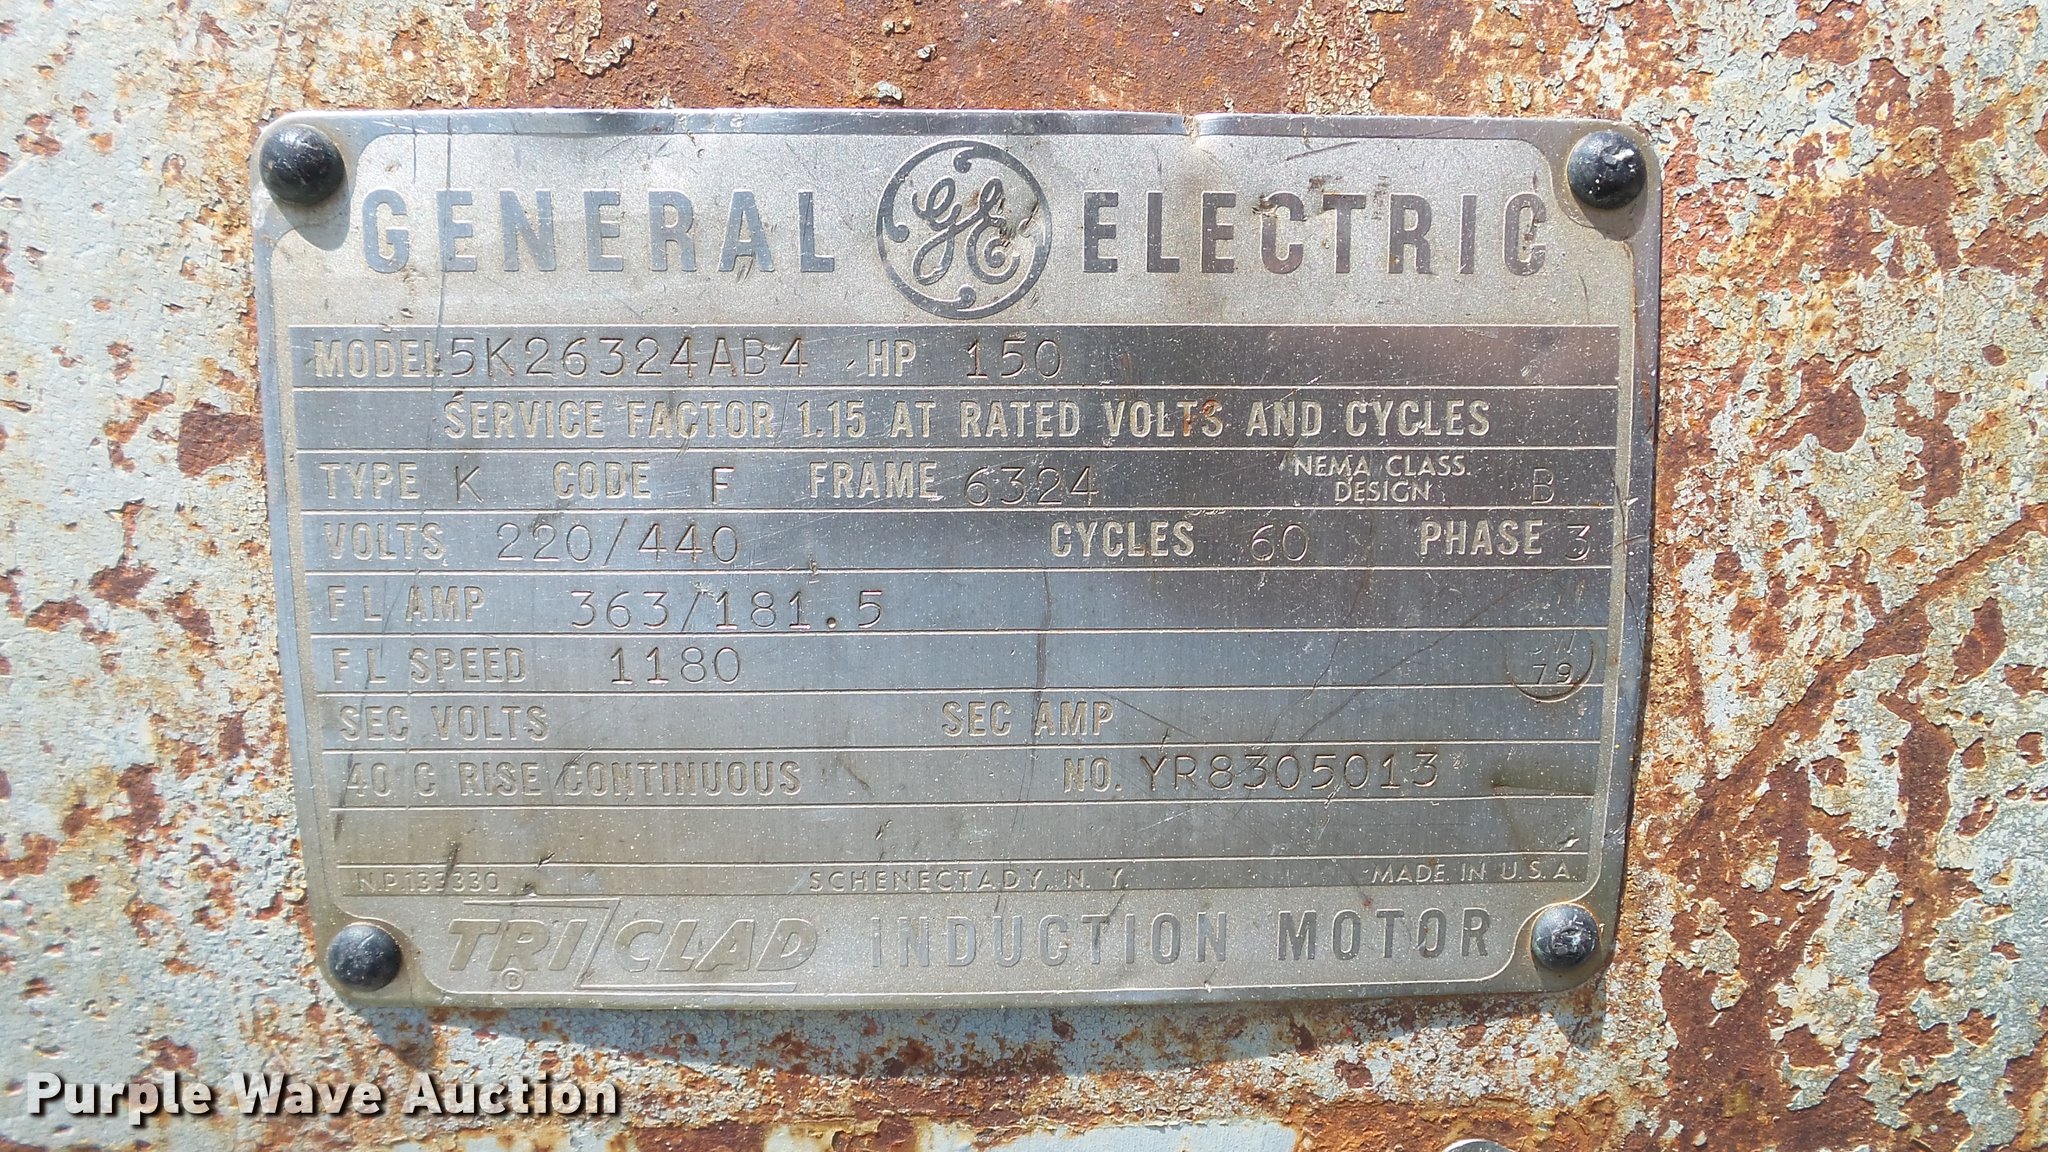 GENERAL GE ELECTRIC
MODEL 5K26324AB4 HP 150
SERVICE FACTOR 1.15 AT RATED VOLTS AND CYCLES
TYPE K CODE F FRAME 6324 NEMA CLASS DESIGN B
VOLTS 220/440 CYCLES 60 PHASE 3
F L AMP 363/181.5
F L SPEED 1180
79
SEC VOLTS SEC AMP
40 C RISE CONTINUOUS NO. YR8305013
N.P.133330 SCHENECTADY, N. Y. MADE IN U.S.A.
TRI CLAD ® INDUCTION MOTOR
Purple Wave Auction